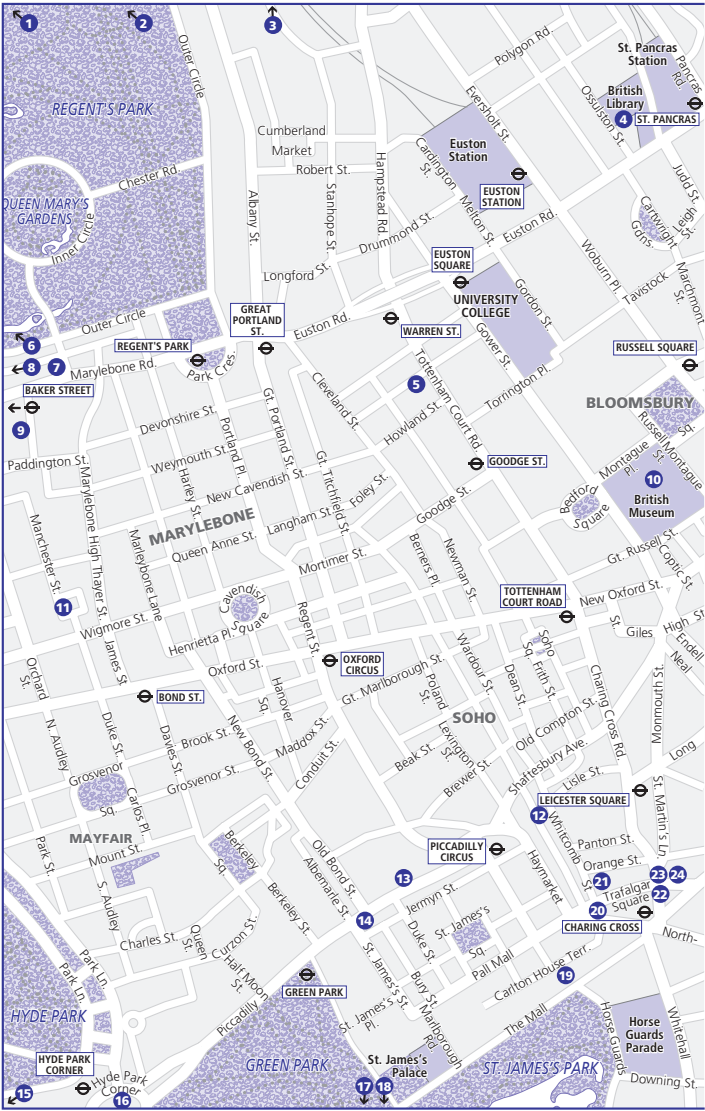 1
2
3
Outer Circle
Polygon Rd.
St. Pancras
Station
Pancras
Rd.
British
Library
4
ST. PANCRAS
Ossulston St.
Eversholt St.
REGENT'S PARK
Cumberland
Market
Robert St.
Euston
Station
EUSTON
STATION
Cardington
St.
Hampstead Rd.
Albany St.
Stanhope St.
Chester Rd.
QUEEN MARY'S
GARDENS
Inner Circle
Judd St.
Cartwright
Gdns.
Leigh
St.
Melton St.
Drummond St.
Euston Rd.
Woburn Pl.
Marchmont
St.
Tavistock
Longford St.
EUSTON
SQUARE
UNIVERSITY
COLLEGE
Gordon St.
Gower St.
Outer Circle
GREAT
PORTLAND
ST.
Euston Rd.
WARREN ST.
6
8
7
Marylebone Rd.
REGENT'S PARK
Park Cres.
RUSSELL SQUARE
BAKER STREET
9
5
Tottenham Court Rd.
Torrington Pl.
Cleveland St.
Howland St.
BLOOMSBURY
Russell
Sq.
Devonshire St.
Portland Pl.
Gt. Portland St.
Gt. Titchfield St.
Paddington St.
Weymouth St.
Harley St.
New Cavendish St.
GOODGE ST.
Montague
Pl.
Montague
St.
10
British
Museum
Marylebone High St.
Manchester St.
Thayer St.
Marleybone Lane
MARYLEBONE
Queen Anne St.
Langham St.
Foley St.
Goodge St.
Bedford
Square
Mortimer St.
Berners Pl.
Newman St.
Gt. Russell St.
Coptic St.
11
Wigmore St.
Cavendish
Square
Henrietta Pl.
Regent St.
TOTTENHAM
COURT ROAD
New Oxford St.
St.
Giles
High St.
Endell
Neal
Orchard
St.
James St.
Oxford St.
OXFORD
CIRCUS
BOND ST.
Hanover
Sq.
Gt. Marlborough St.
Poland
St.
Wardour St.
Soho
Sq.
Frith St.
Dean St.
Charing Cross Rd.
Monmouth St.
SOHO
N. Audley
Duke St.
Davies St.
Brook St.
New Bond St.
Maddox St.
Conduit St.
Beak St.
Lexington
St.
Brewer St.
Old Compton St.
Shaftesbury Ave.
Long
Grosvenor
Sq.
Grosvenor St.
Carlos Pl.
Lisle St.
LEICESTER SQUARE
St. Martin's Ln.
12
Whitcomb
St.
MAYFAIR
Park St.
Mount St.
Berkeley
Sq.
PICCADILLY
CIRCUS
Panton St.
Orange St.
Haymarket
21
23
24
Trafalgar
Square
22
20
CHARING CROSS
S. Audley
Old Bond St.
Albemarle St.
Berkeley St.
13
14
Jermyn St.
Duke St.
St. James's
Sq.
Pall Mall
North-
Park Ln.
Park Ln.
Charles St.
Queen
St.
Curzon St.
Half Moon
St
Piccadilly
GREEN PARK
St. James's St.
St. James's
Pl.
Bury St.
Marlborough
Rd
Carlton House Terr.
19
The Mall
HYDE PARK
HYDE PARK
CORNER
Hyde Park
Corner
GREEN PARK
St. James's
Palace
ST. JAMES'S PARK
Horse Guards
Horse
Guards
Parade
Whitehall
Downing St.
15
16
17
18